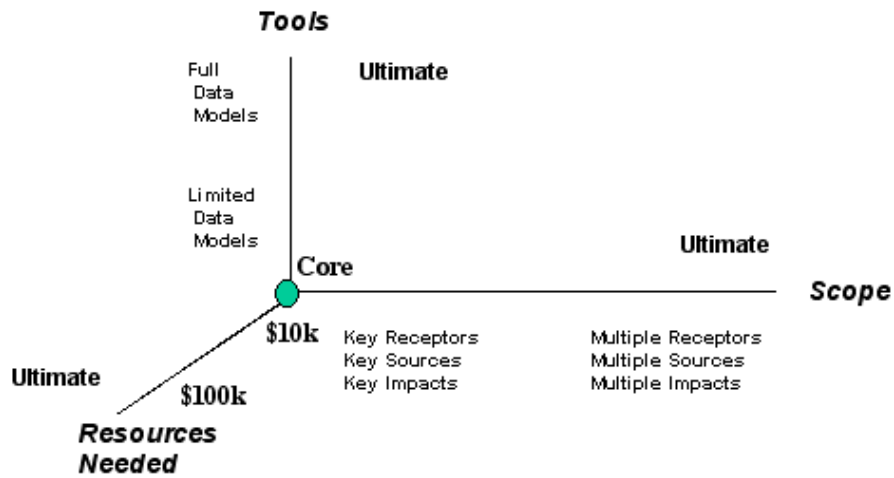 Tools
Full
Data
Models
Ultimate
Limited
Data
Models
Ultimate
Core
Scope
$10k
Key Receptors
Key Sources
Key Impacts
Multiple Receptors
Multiple Sources
Multiple Impacts
Ultimate
$100k
Resources
Needed